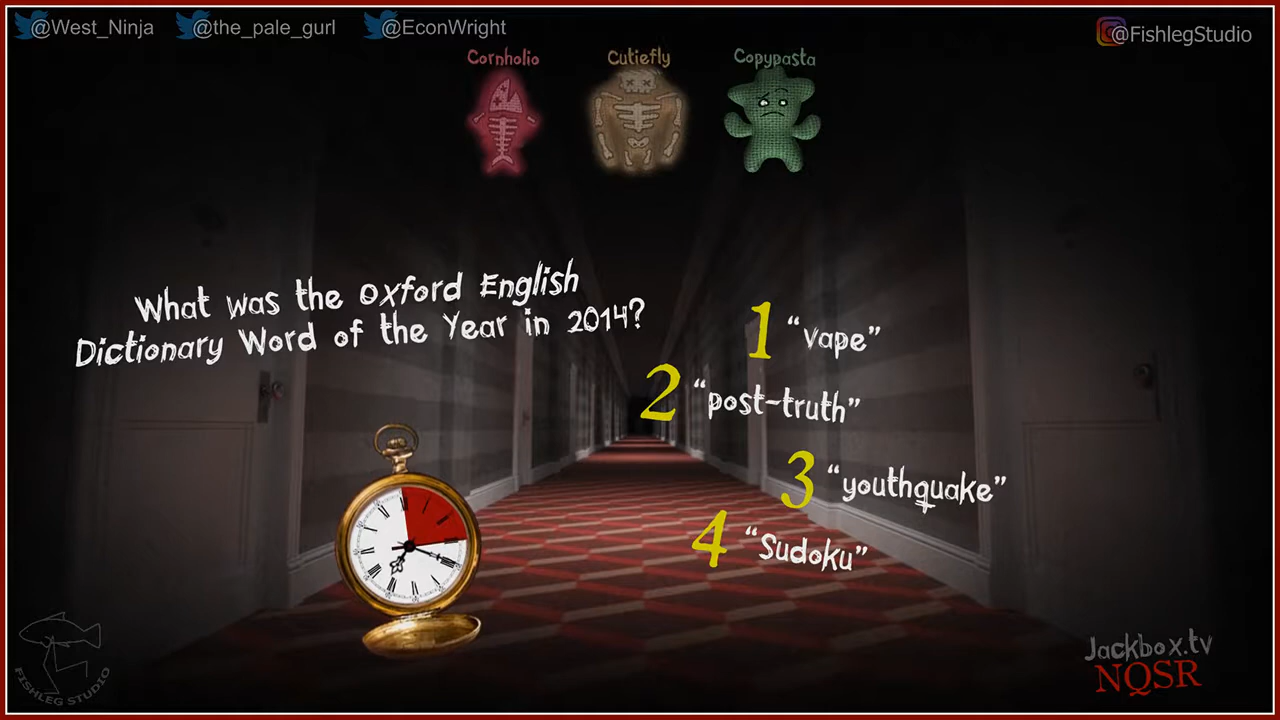 @West_Ninja @the_pale_gurl @EconWright
@FishlegStudio
Cornholio Cutiefly Copypasta
What was the Oxford English
Dictionary Word of the Year in 2014?
1 “vape”
2 “post-truth”
3 “youthquake”
4 “Sudoku”
FISHLEG STUDIO
Jackbox.tv
NQSR